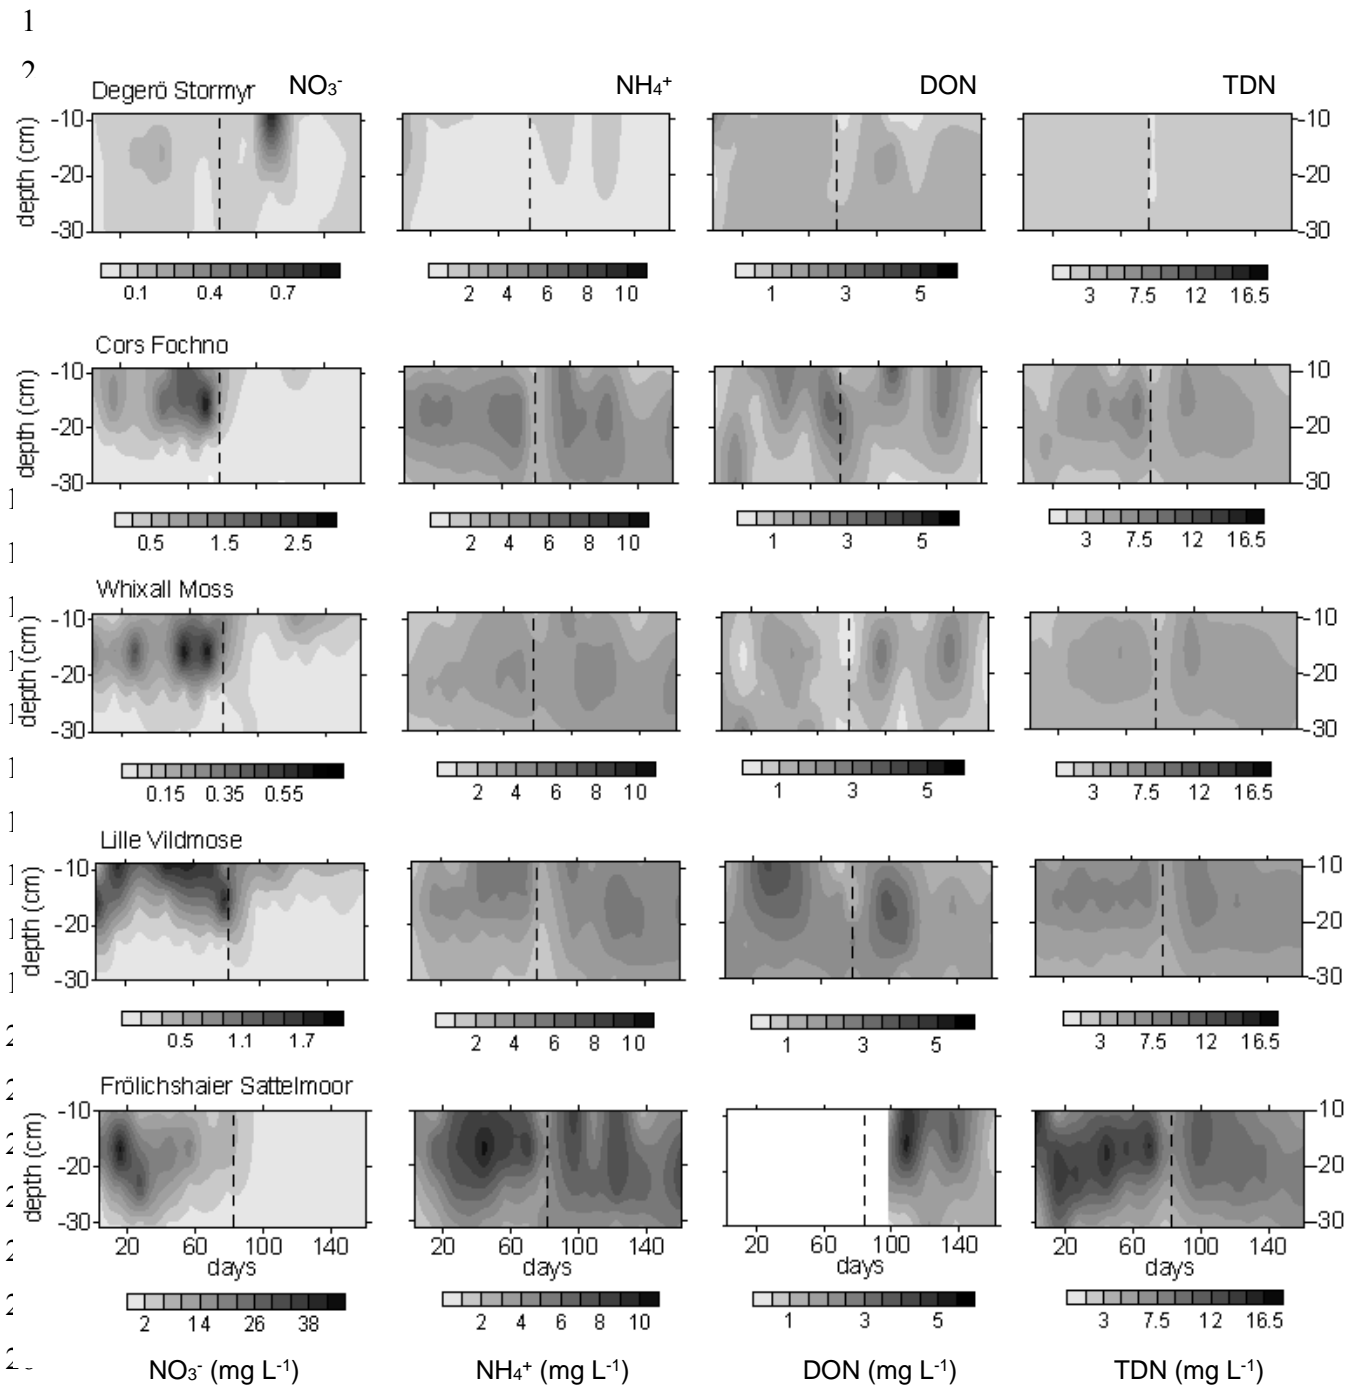 1
2
Degerö Stormyr NO₃⁻ NH₄⁺ DON TDN
depth (cm) -10 -20 -30 -10 -20 -30
0.1 0.4 0.7 2 4 6 8 10 1 3 5 3 7.5 12 16.5
Cors Fochno
depth (cm) -10 -20 -30 -10 -20 -30
0.5 1.5 2.5 2 4 6 8 10 1 3 5 3 7.5 12 16.5
Whixall Moss
depth (cm) -10 -20 -30 -10 -20 -30
0.15 0.35 0.55 2 4 6 8 10 1 3 5 3 7.5 12 16.5
Lille Vildmose
depth (cm) -10 -20 -30 -10 -20 -30
0.5 1.1 1.7 2 4 6 8 10 1 3 5 3 7.5 12 16.5
Frölichshaier Sattelmoor
depth (cm) -10 -20 -30 -10 -20 -30
20 60 100 140 20 60 100 140 20 60 100 140 20 60 100 140
days days days days
2 14 26 38 2 4 6 8 10 1 3 5 3 7.5 12 16.5
NO₃⁻ (mg L⁻¹) NH₄⁺ (mg L⁻¹) DON (mg L⁻¹) TDN (mg L⁻¹)